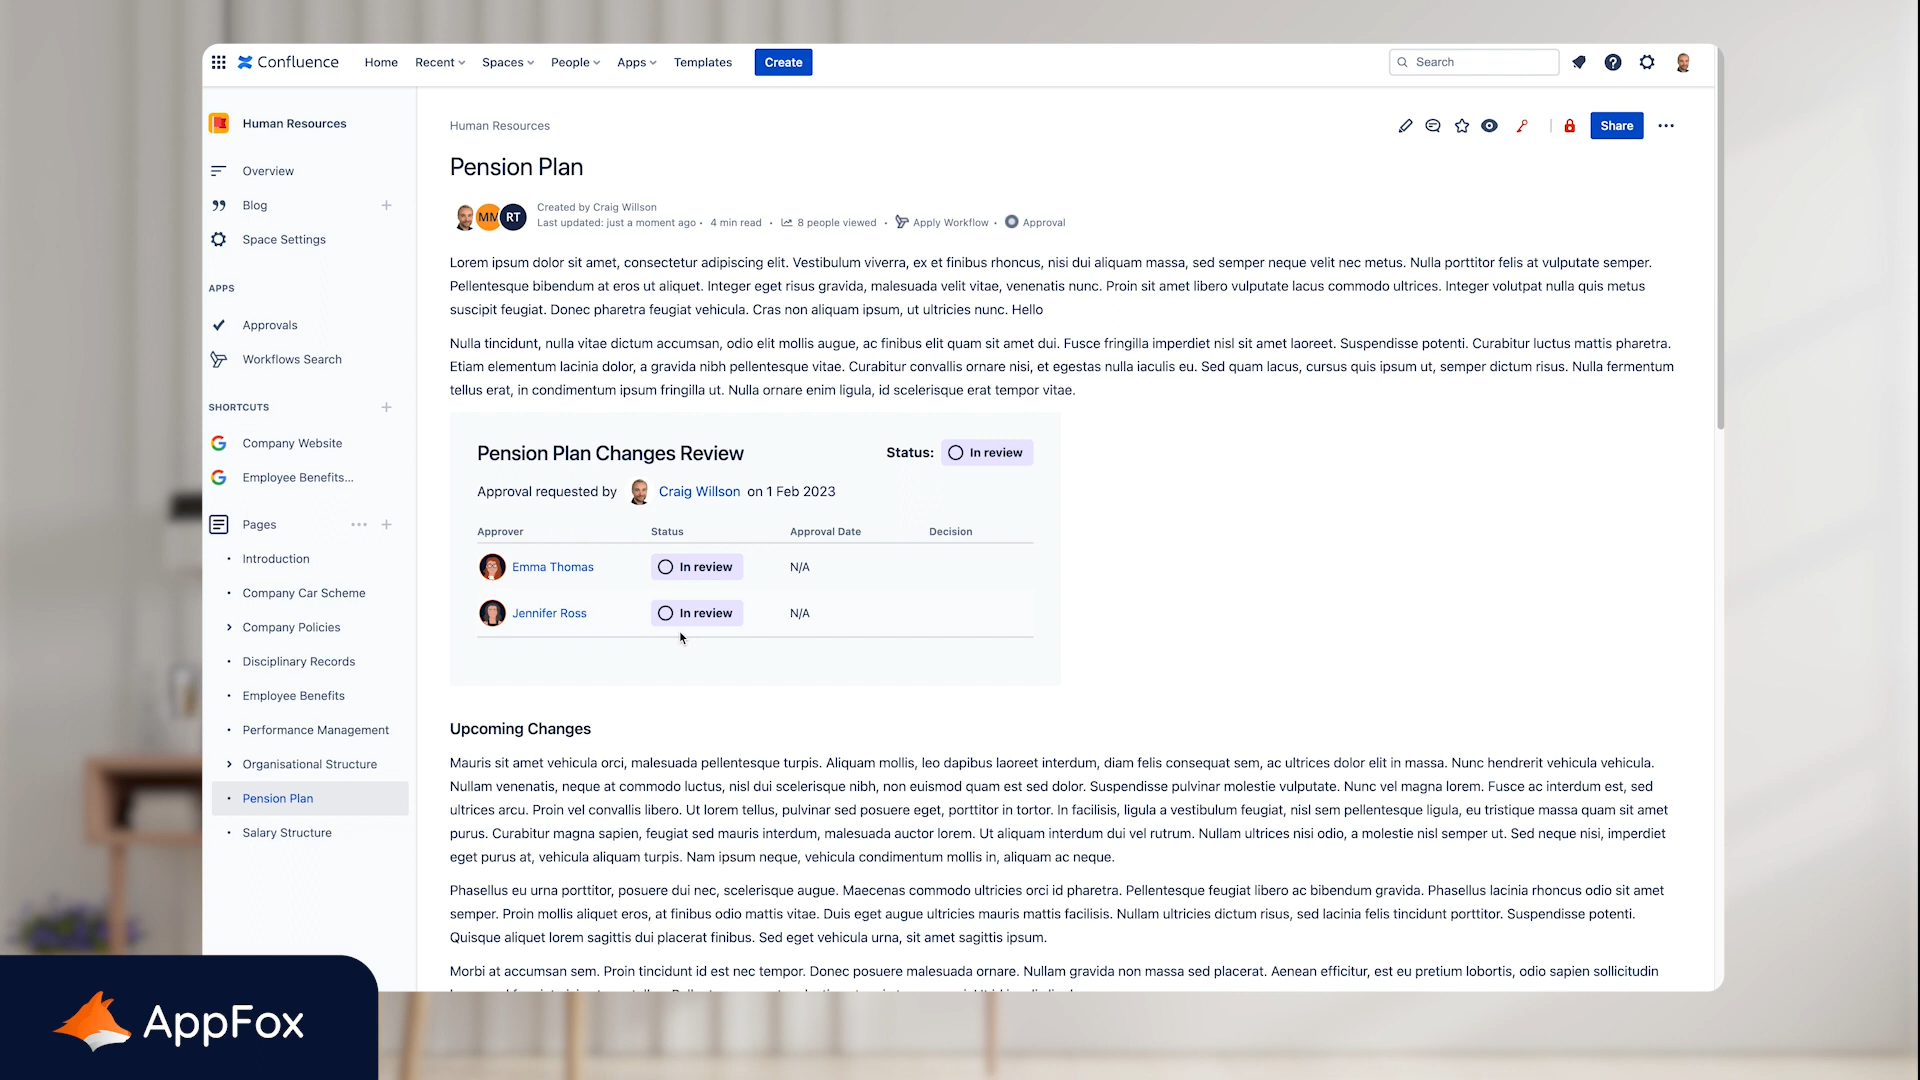 Confluence
Home
Recent
Spaces
People
Apps
Templates
Create
Search
Human Resources
Overview
Blog
Space Settings
APPS
Approvals
Workflows Search
SHORTCUTS
Company Website
Employee Benefits...
Pages
Introduction
Company Car Scheme
Company Policies
Disciplinary Records
Employee Benefits
Performance Management
Organisational Structure
Pension Plan
Salary Structure
Human Resources
Share
Pension Plan
MM RT
Created by Craig Willson
Last updated: just a moment ago • 4 min read • 8 people viewed • Apply Workflow • Approval
Lorem ipsum dolor sit amet, consectetur adipiscing elit. Vestibulum viverra, ex et finibus rhoncus, nisi dui aliquam massa, sed semper neque velit nec metus. Nulla porttitor felis at vulputate semper.
Pellentesque bibendum at eros ut aliquet. Integer eget risus gravida, malesuada velit vitae, venenatis nunc. Proin sit amet libero vulputate lacus commodo ultrices. Integer volutpat nulla quis metus
suscipit feugiat. Donec pharetra feugiat vehicula. Cras non aliquam ipsum, ut ultricies nunc. Hello
Nulla tincidunt, nulla vitae dictum accumsan, odio elit mollis augue, ac finibus elit quam sit amet dui. Fusce fringilla imperdiet nisl sit amet laoreet. Suspendisse potenti. Curabitur luctus mattis pharetra.
Etiam elementum lacinia dolor, a gravida nibh pellentesque vitae. Curabitur convallis ornare nisi, et egestas nulla iaculis eu. Sed quam lacus, cursus quis ipsum ut, semper dictum risus. Nulla fermentum
tellus erat, in condimentum ipsum fringilla ut. Nulla ornare enim ligula, id scelerisque erat tempor vitae.
Pension Plan Changes Review
Status: In review
Approval requested by Craig Willson on 1 Feb 2023
Approver Status Approval Date Decision
Emma Thomas In review N/A
Jennifer Ross In review N/A
Upcoming Changes
Mauris sit amet vehicula orci, malesuada pellentesque turpis. Aliquam mollis, leo dapibus laoreet interdum, diam felis consequat sem, ac ultrices dolor elit in massa. Nunc hendrerit vehicula vehicula.
Nullam venenatis, neque at commodo luctus, nisl dui scelerisque nibh, non euismod quam est sed dolor. Suspendisse pulvinar molestie vulputate. Nunc vel magna lorem. Fusce ac interdum est, sed
ultrices arcu. Proin vel convallis libero. Ut lorem tellus, pulvinar sed posuere eget, porttitor in tortor. In facilisis, ligula a vestibulum feugiat, nisl sem pellentesque ligula, eu tristique massa quam sit amet
purus. Curabitur magna sapien, feugiat sed mauris interdum, malesuada auctor lorem. Ut aliquam interdum dui vel rutrum. Nullam ultrices nisi odio, a molestie nisl semper ut. Sed neque nisi, imperdiet
eget purus at, vehicula aliquam turpis. Nam ipsum neque, vehicula condimentum mollis in, aliquam ac neque.
Phasellus eu urna porttitor, posuere dui nec, scelerisque augue. Maecenas commodo ultricies orci id pharetra. Pellentesque feugiat libero ac bibendum gravida. Phasellus lacinia rhoncus odio sit amet
semper. Proin mollis aliquet eros, at finibus odio mattis vitae. Duis eget augue ultricies mauris mattis facilisis. Nullam ultricies dictum risus, sed lacinia felis tincidunt porttitor. Suspendisse potenti.
Quisque aliquet lorem sagittis dui placerat finibus. Sed eget vehicula urna, sit amet sagittis ipsum.
Morbi at accumsan sem. Proin tincidunt id est nec tempor. Donec posuere malesuada ornare. Nullam gravida non massa sed placerat. Aenean efficitur, est eu pretium lobortis, odio sapien sollicitudin
AppFox